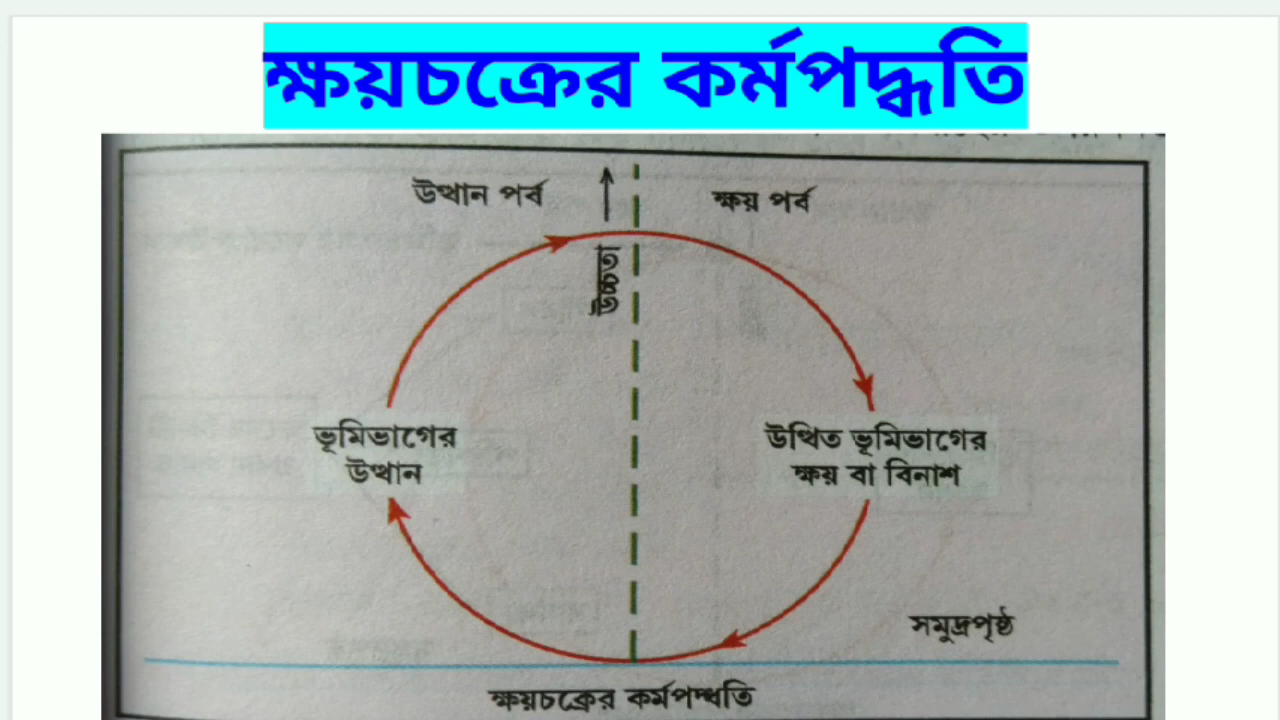 ক্ষয়চক্রের কর্মপদ্ধতি
উত্থান পর্ব
ক্ষয় পর্ব
উচ্চতা
ভূমিভাগের
উত্থান
উত্থিত ভূমিভাগের
ক্ষয় বা বিনাশ
সমুদ্রপৃষ্ঠ
ক্ষয়চক্রের কর্মপদ্ধতি